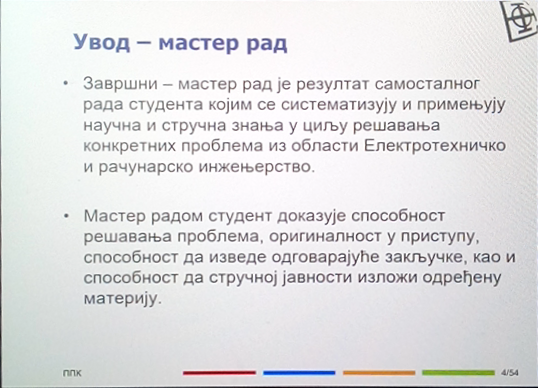 Увод – мастер рад
• Завршни – мастер рад је резултат самосталног
рада студента којим се систематизују и примењују
научна и стручна знања у циљу решавања
конкретних проблема из области Електротехничко
и рачунарско инжењерство.
• Мастер радом студент доказује способност
решавања проблема, оригиналност у приступу,
способност да изведе одговарајуће закључке, као и
способност да стручној јавности изложи одређену
материју.
ППК
4/54